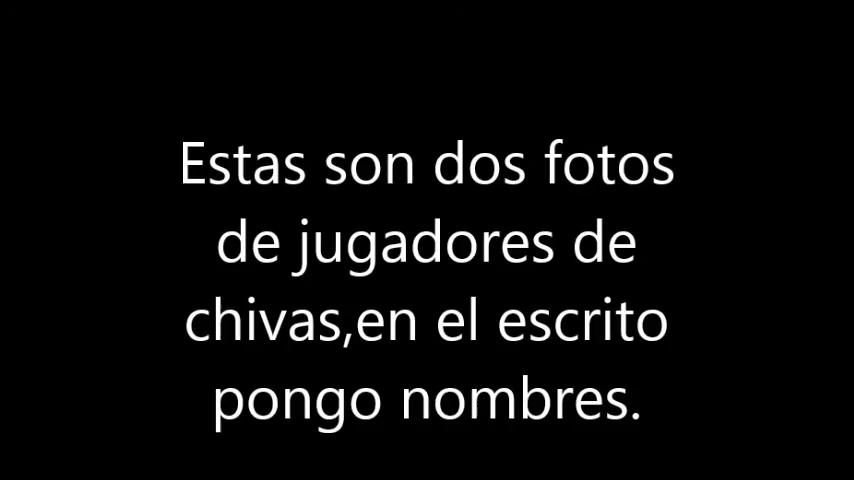 Estas son dos fotos
de jugadores de
chivas,en el escrito
pongo nombres.